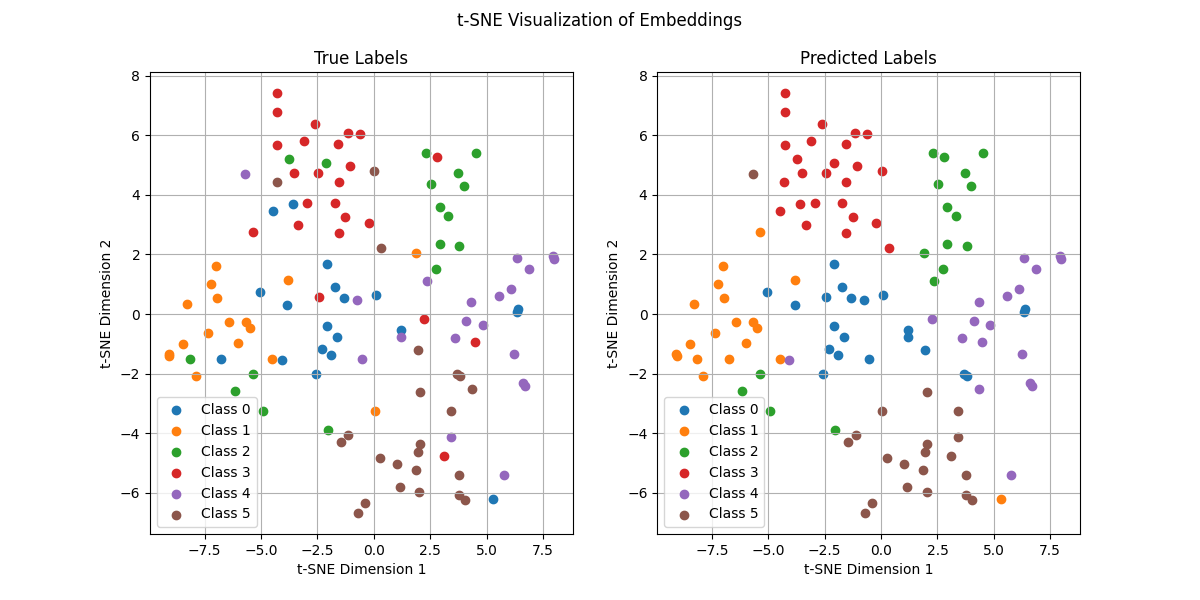 t-SNE Visualization of Embeddings
True Labels
8
6
4
2
0
−2
−4
−6
t-SNE Dimension 2
Class 0
Class 1
Class 2
Class 3
Class 4
Class 5
−7.5 −5.0 −2.5 0.0 2.5 5.0 7.5
t-SNE Dimension 1
Predicted Labels
8
6
4
2
0
−2
−4
−6
t-SNE Dimension 2
Class 0
Class 1
Class 2
Class 3
Class 4
Class 5
−7.5 −5.0 −2.5 0.0 2.5 5.0 7.5
t-SNE Dimension 1